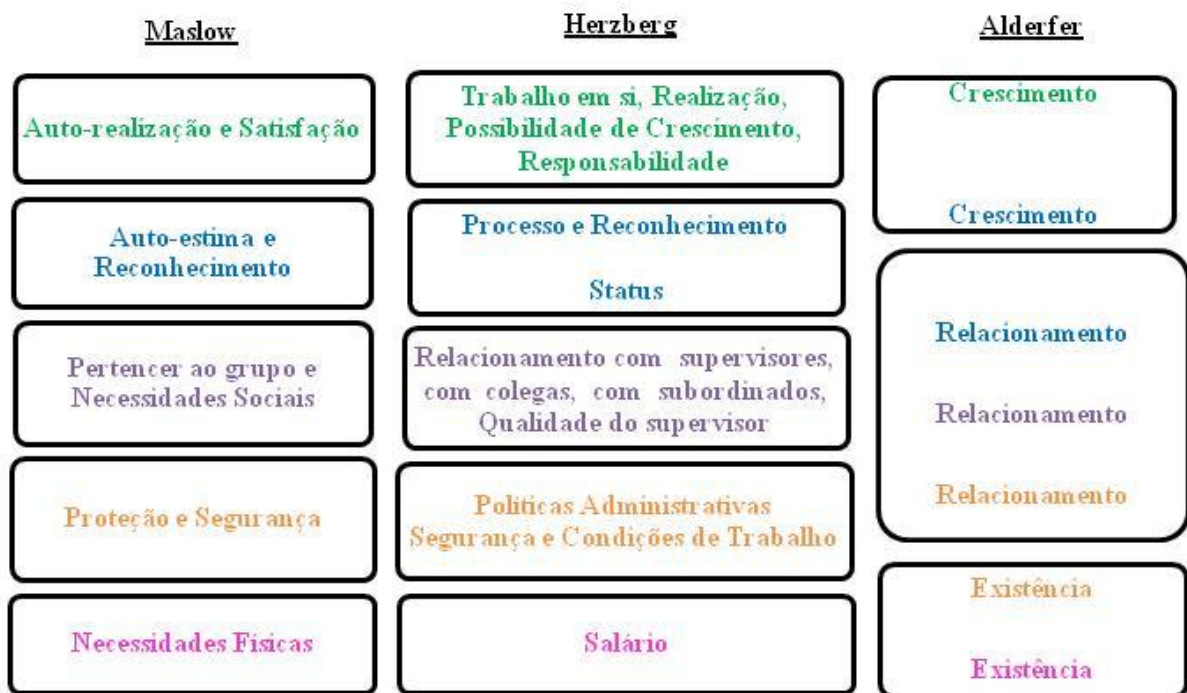 Maslow
Herzberg
Alderfer
Auto-realização e Satisfação
Trabalho em si, Realização,
Possibilidade de Crescimento,
Responsabilidade
Crescimento
Crescimento
Auto-estima e
Reconhecimento
Processo e Reconhecimento
Status
Relacionamento
Pertencer ao grupo e
Necessidades Sociais
Relacionamento com supervisores,
com colegas, com subordinados,
Qualidade do supervisor
Relacionamento
Proteção e Segurança
Políticas Administrativas
Segurança e Condições de Trabalho
Relacionamento
Existência
Necessidades Físicas
Salário
Existência